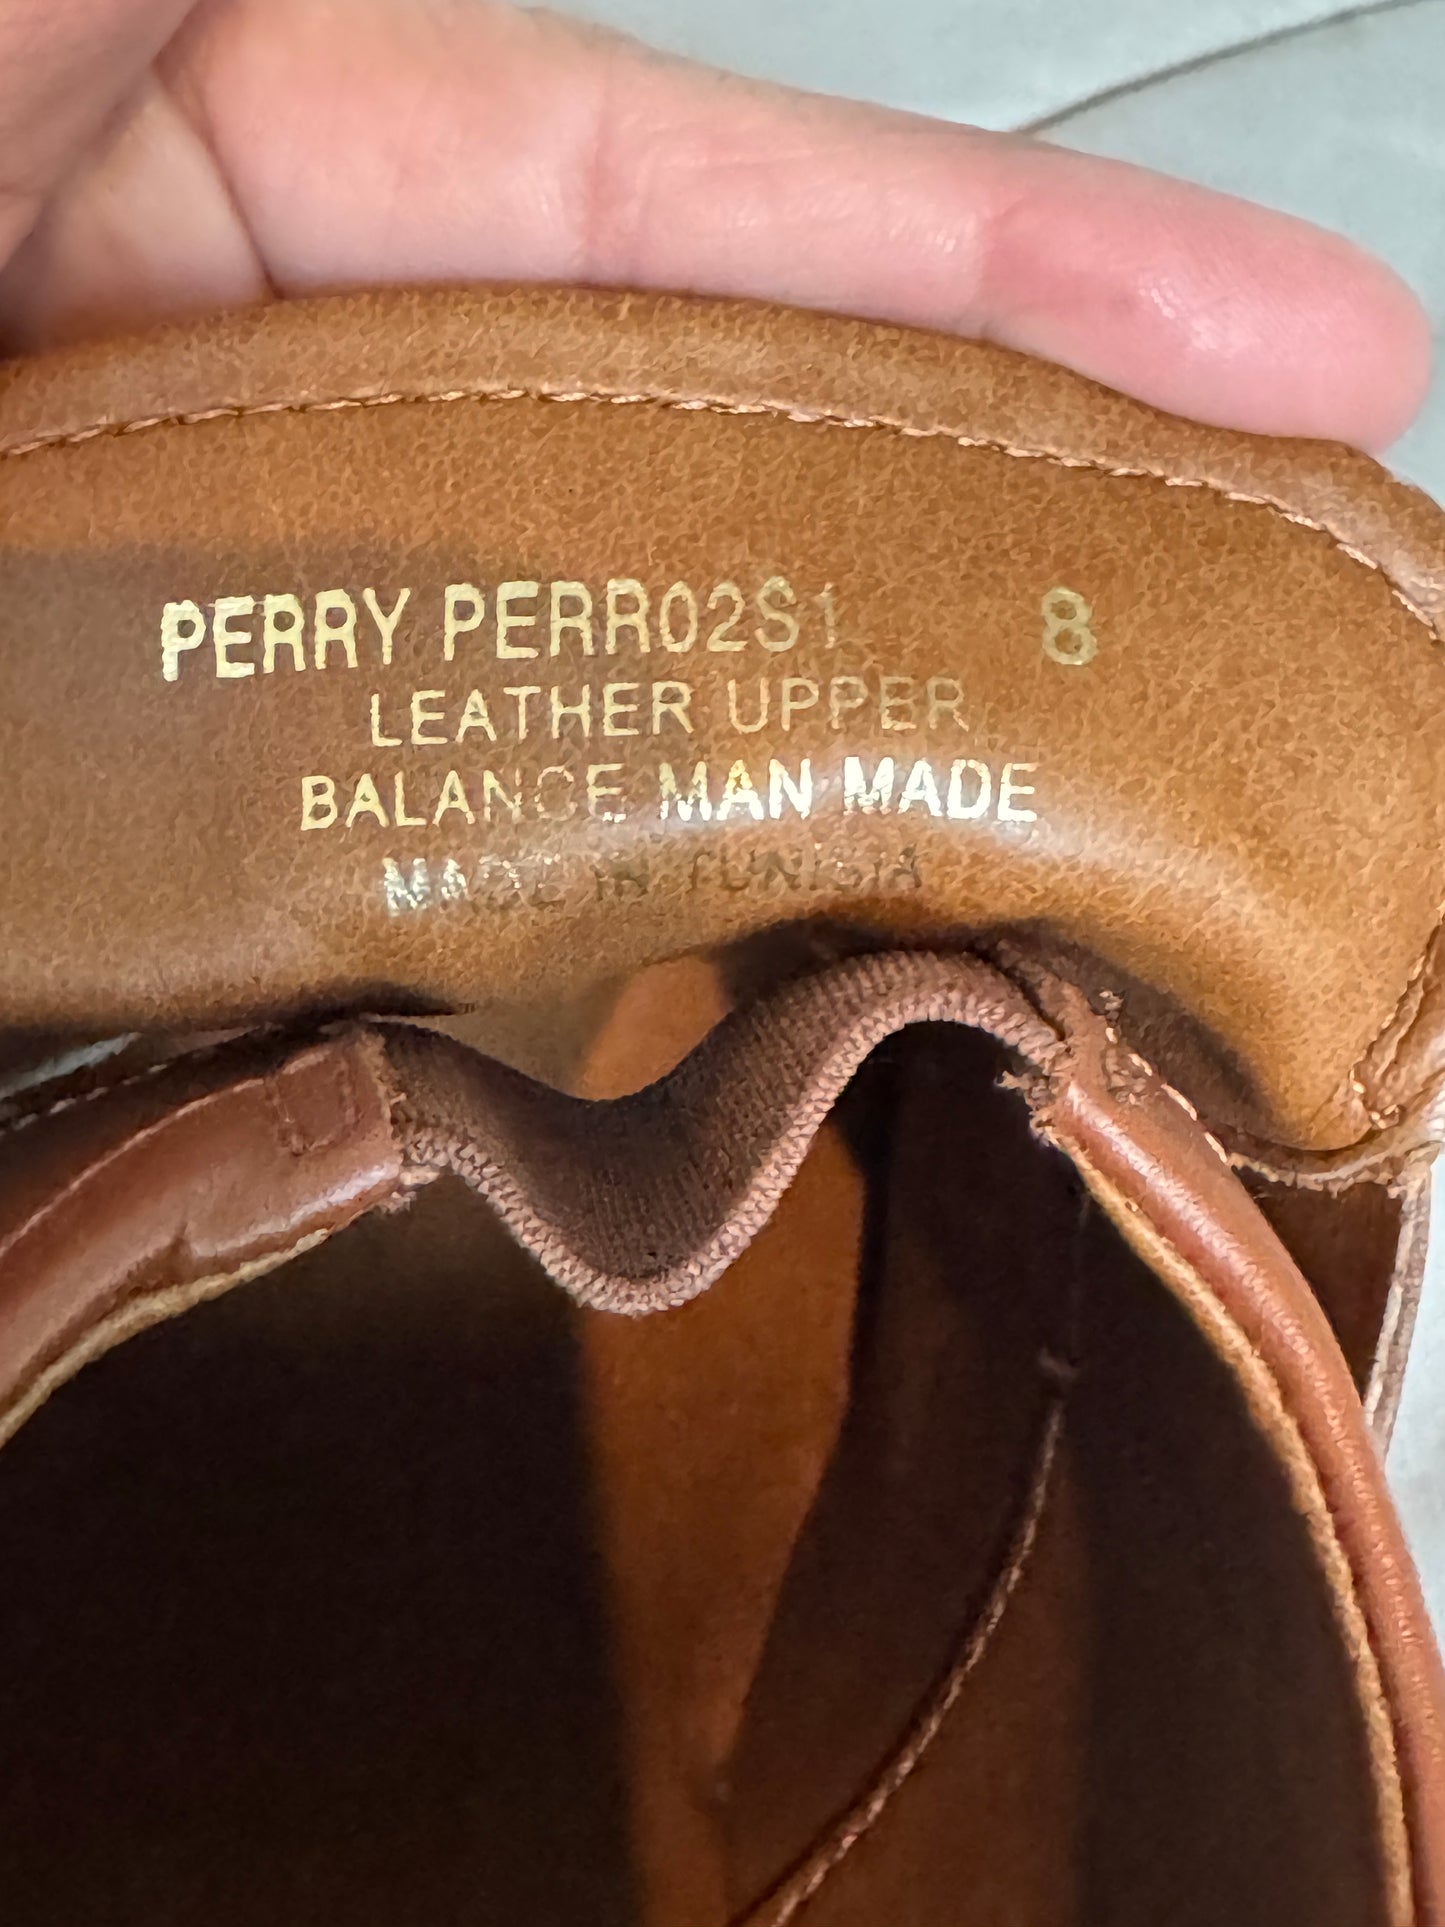 PERRY PERR02S1 8
LEATHER UPPER
BALANCE MAN MADE
MADE IN TUNISIA